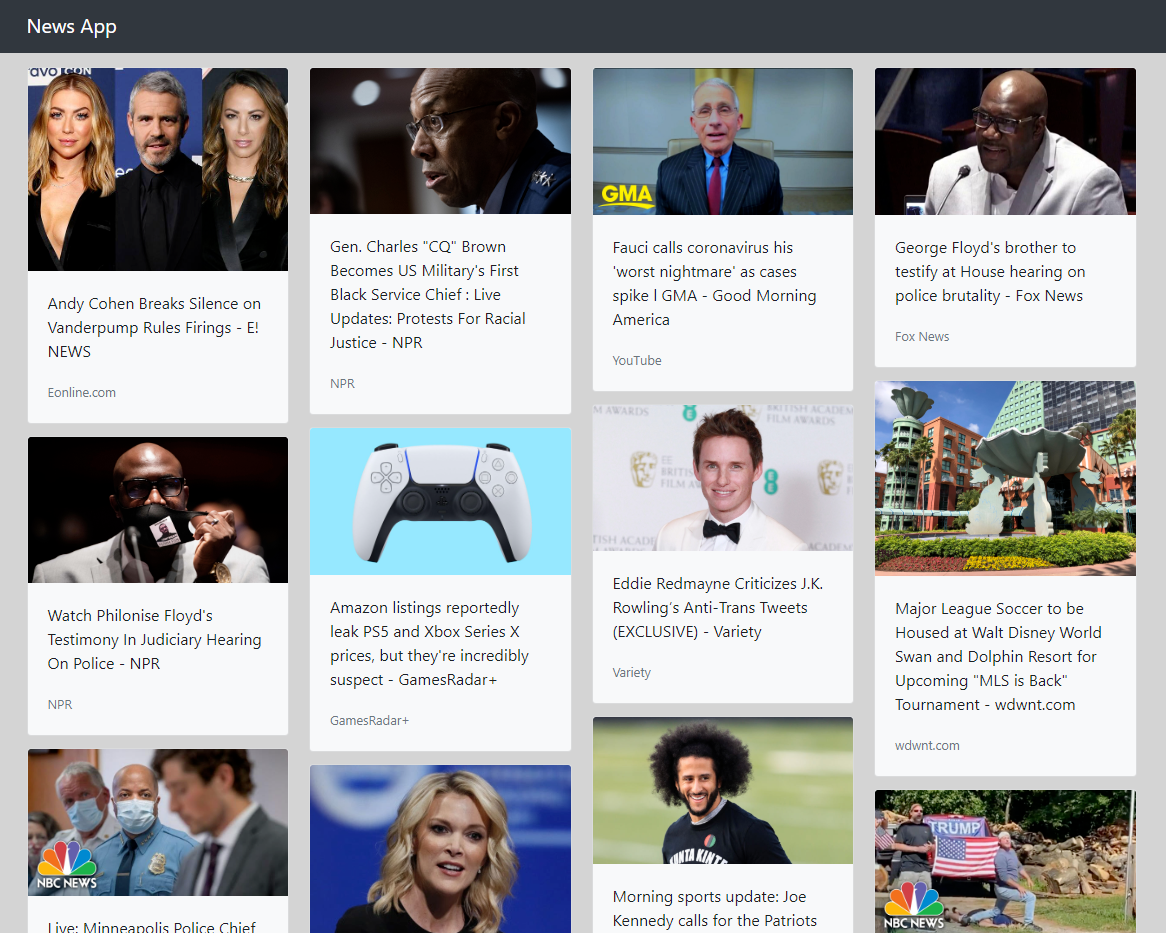 News App
avo CON
Andy Cohen Breaks Silence on
Vanderpump Rules Firings - E!
NEWS
Eonline.com
Watch Philonise Floyd's
Testimony In Judiciary Hearing
On Police - NPR
NPR
NBC NEWS
Live: Minneapolis Police Chief
Gen. Charles "CQ" Brown
Becomes US Military's First
Black Service Chief : Live
Updates: Protests For Racial
Justice - NPR
NPR
Amazon listings reportedly
leak PS5 and Xbox Series X
prices, but they're incredibly
suspect - GamesRadar+
GamesRadar+
GMA
Fauci calls coronavirus his
'worst nightmare' as cases
spike l GMA - Good Morning
America
YouTube
M AWARDS
BRITISH ACADEM
FILM AWARDS
EE
BRITIS
FILM AW
Eddie Redmayne Criticizes J.K.
Rowling’s Anti-Trans Tweets
(EXCLUSIVE) - Variety
Variety
UNTA KINTE
Morning sports update: Joe
Kennedy calls for the Patriots
George Floyd's brother to
testify at House hearing on
police brutality - Fox News
Fox News
Major League Soccer to be
Housed at Walt Disney World
Swan and Dolphin Resort for
Upcoming "MLS is Back"
Tournament - wdwnt.com
wdwnt.com
TRUMP
NBC NEWS